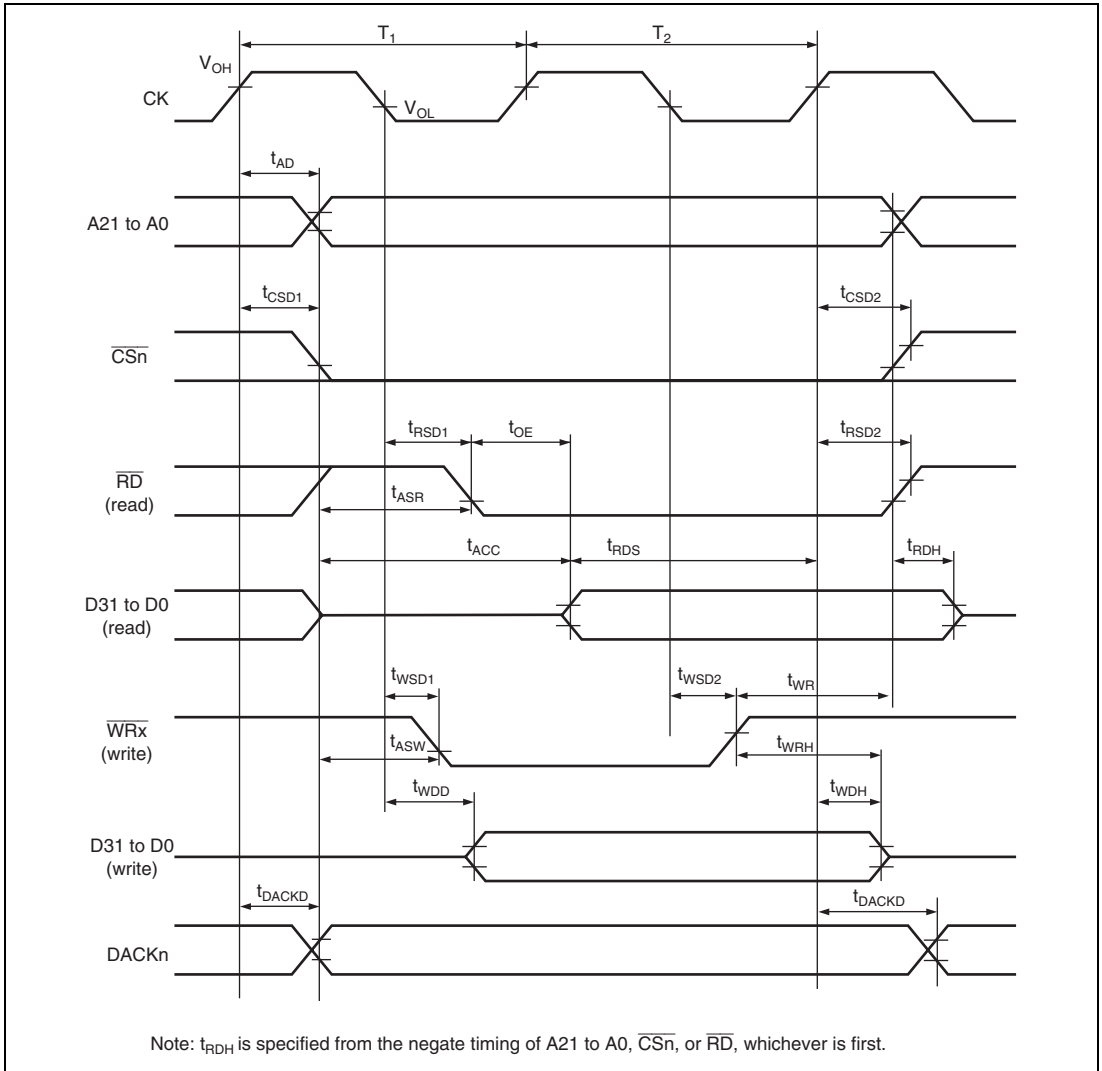 T1 T2
VOH
CK
VOL
tAD
A21 to A0
tCSD1 tCSD2
CSn
tRSD1 tOE tRSD2
RD
(read)
tASR
tACC tRDS tRDH
D31 to D0
(read)
tWSD1 tWSD2 tWR
WRx
(write)
tASW tWRH
tWDD tWDH
D31 to D0
(write)
tDACKD tDACKD
DACKn
Note: tRDH is specified from the negate timing of A21 to A0, CSn, or RD, whichever is first.